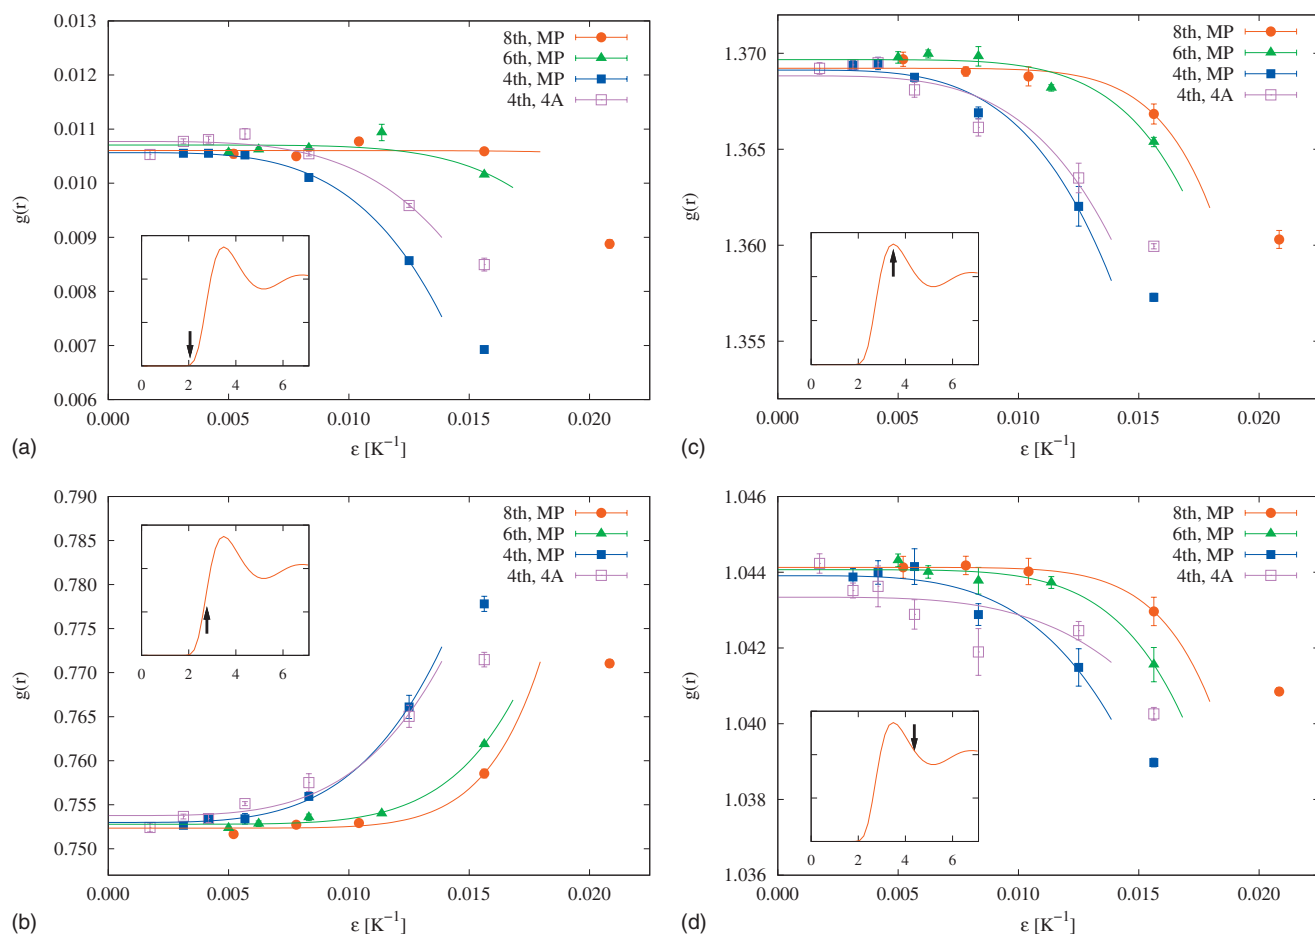 0.013
0.012
0.011
0.010
0.009
0.008
0.007
0.006
g(r)
8th, MP
6th, MP
4th, MP
4th, 4A
0 2 4 6
0.000 0.005 0.010 0.015 0.020
ε [K⁻¹]
(a)
1.370
1.365
1.360
1.355
g(r)
8th, MP
6th, MP
4th, MP
4th, 4A
0 2 4 6
0.000 0.005 0.010 0.015 0.020
ε [K⁻¹]
(c)
0.790
0.785
0.780
0.775
0.770
0.765
0.760
0.755
0.750
g(r)
8th, MP
6th, MP
4th, MP
4th, 4A
0 2 4 6
0.000 0.005 0.010 0.015 0.020
ε [K⁻¹]
(b)
1.046
1.044
1.042
1.040
1.038
1.036
g(r)
8th, MP
6th, MP
4th, MP
4th, 4A
0 2 4 6
0.000 0.005 0.010 0.015 0.020
ε [K⁻¹]
(d)